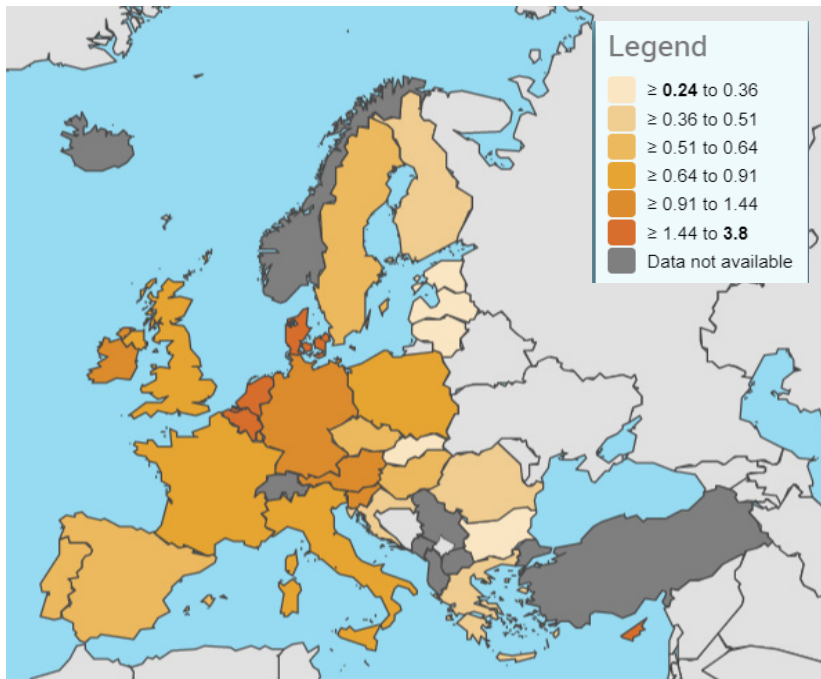 Legend
≥ 0.24 to 0.36
≥ 0.36 to 0.51
≥ 0.51 to 0.64
≥ 0.64 to 0.91
≥ 0.91 to 1.44
≥ 1.44 to 3.8
Data not available